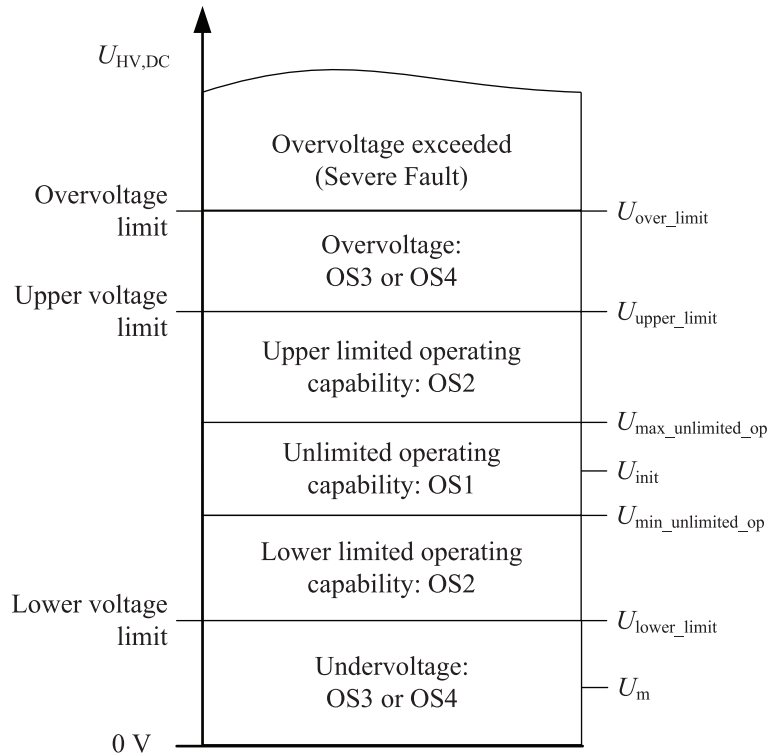 U_HV,DC
Overvoltage exceeded
(Severe Fault)
Overvoltage
limit
U_over_limit
Overvoltage:
OS3 or OS4
Upper voltage
limit
U_upper_limit
Upper limited operating
capability: OS2
U_max_unlimited_op
Unlimited operating
capability: OS1
U_init
U_min_unlimited_op
Lower limited operating
capability: OS2
Lower voltage
limit
U_lower_limit
Undervoltage:
OS3 or OS4
U_m
0 V